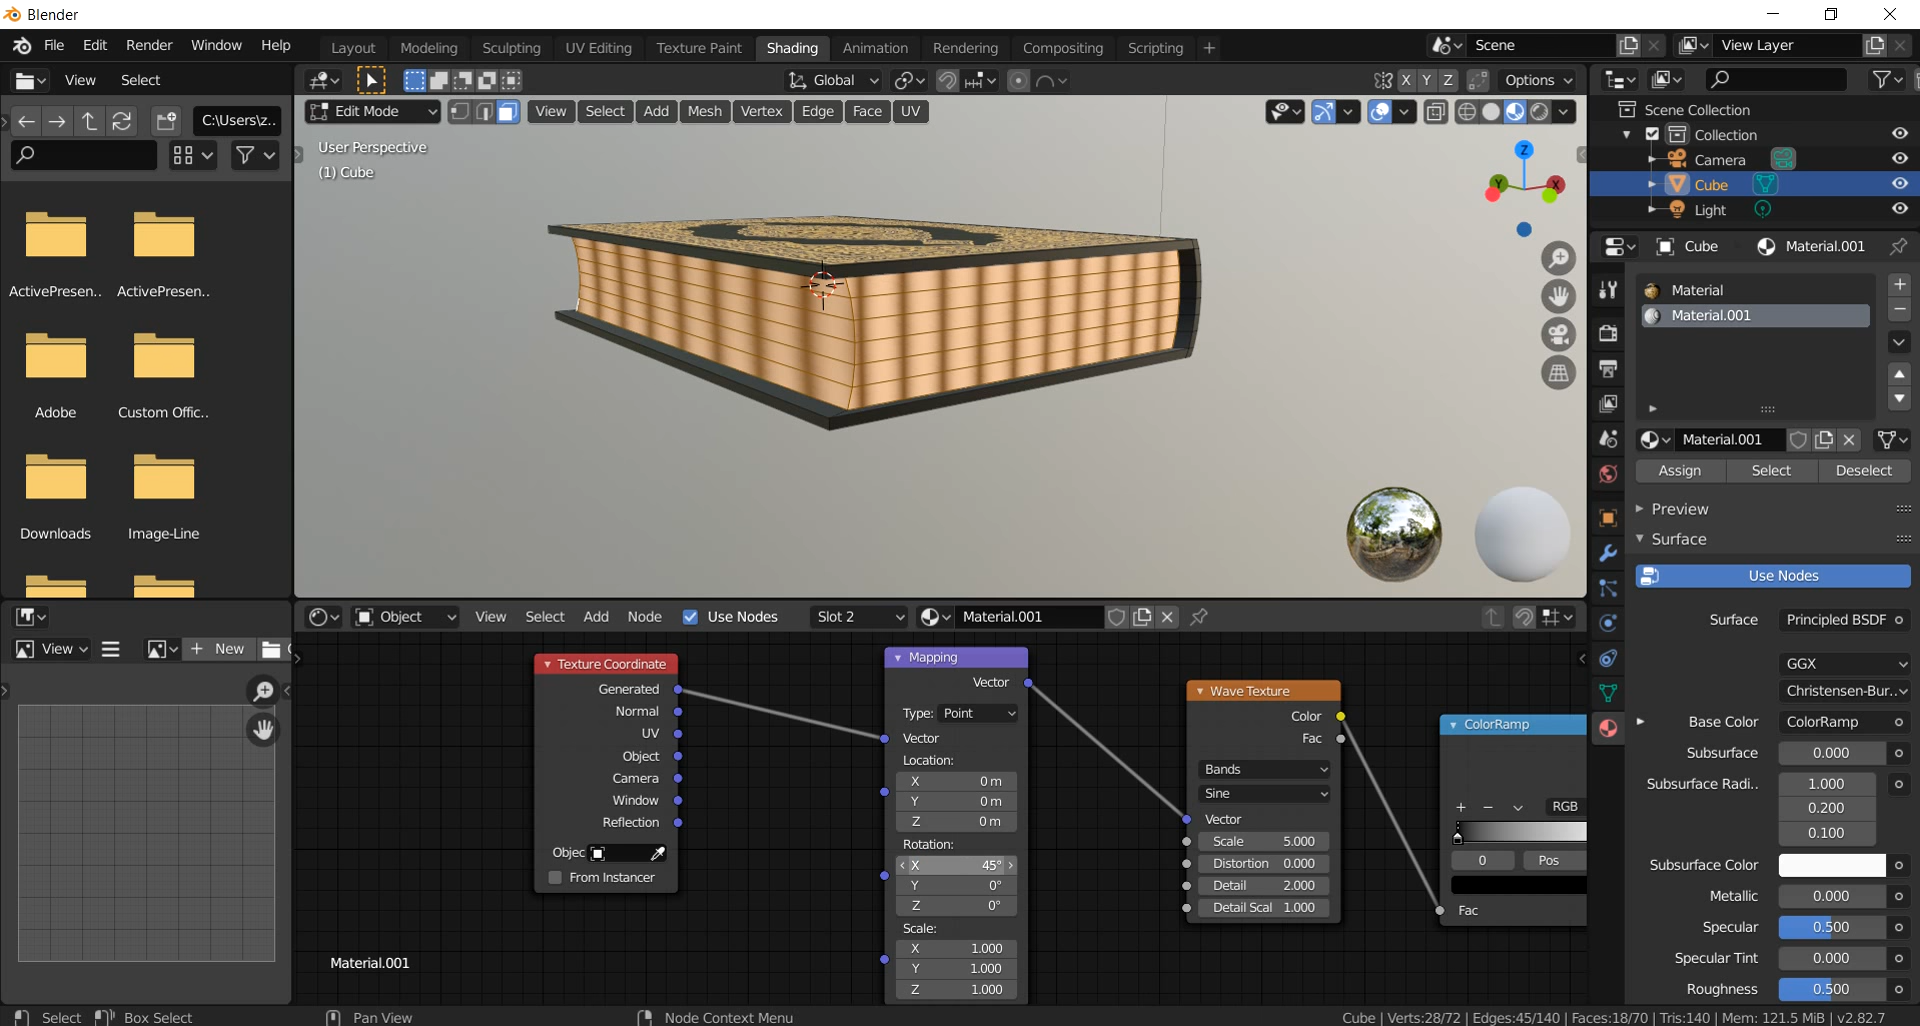 Blender
File Edit Render Window Help
Layout Modeling Sculpting UV Editing Texture Paint Shading Animation Rendering Compositing Scripting +
Scene
View Layer
View Select
C:\Users\z..
ActivePresen..
ActivePresen..
Adobe
Custom Offic..
Downloads
Image-Line
Global
X Y Z
Options
Edit Mode
View Select Add Mesh Vertex Edge Face UV
User Perspective
(1) Cube
Z
Y
X
Scene Collection
Collection
Camera
Cube
Light
Cube
Material.001
Material
Material.001
Material.001
Assign Select Deselect
Preview
Surface
Use Nodes
Surface Principled BSDF
GGX
Christensen-Bur..
Base Color ColorRamp
Subsurface 0.000
Subsurface Radi.. 1.000
0.200
0.100
Subsurface Color
Metallic 0.000
Specular 0.500
Specular Tint 0.000
Roughness 0.500
View
+ New
Object
View Select Add Node
Use Nodes
Slot 2
Material.001
Texture Coordinate
Generated
Normal
UV
Object
Camera
Window
Reflection
Objec
From Instancer
Mapping
Vector
Type: Point
Vector
Location:
X 0 m
Y 0 m
Z 0 m
Rotation:
X 45°
Y 0°
Z 0°
Scale:
X 1.000
Y 1.000
Z 1.000
Wave Texture
Color
Fac
Bands
Sine
Vector
Scale 5.000
Distortion 0.000
Detail 2.000
Detail Scal 1.000
ColorRamp
+ − RGB
0 Pos
Fac
Material.001
Select
Box Select
Pan View
Node Context Menu
Cube | Verts:28/72 | Edges:45/140 | Faces:18/70 | Tris:140 | Mem: 121.5 MiB | v2.82.7